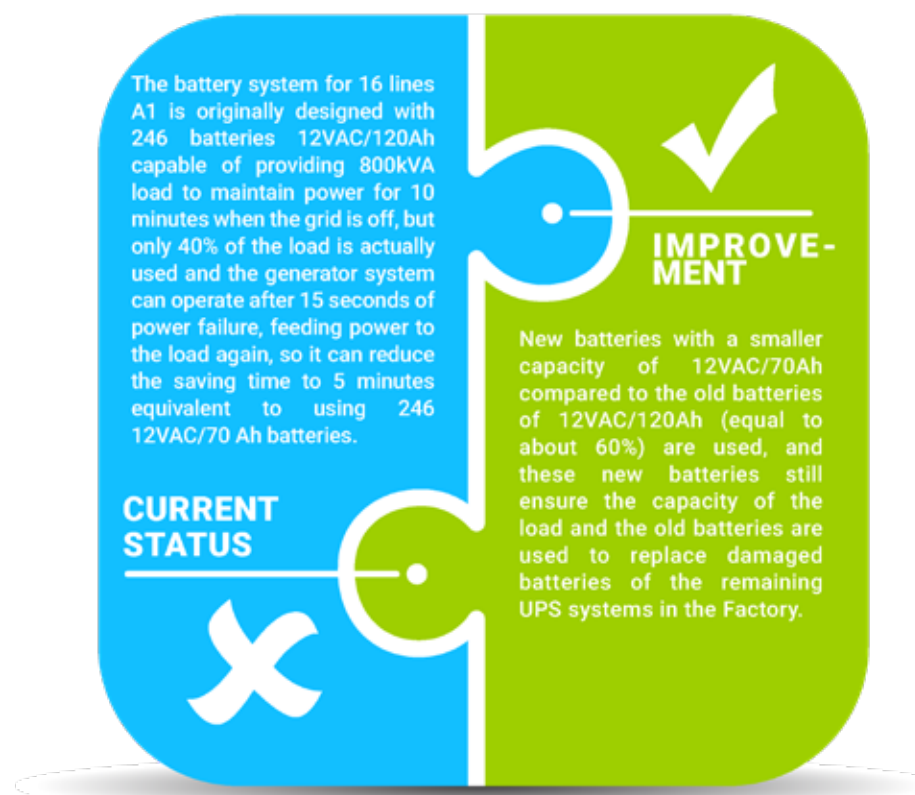 The battery system for 16 lines
A1 is originally designed with
246 batteries 12VAC/120Ah
capable of providing 800kVA
load to maintain power for 10
minutes when the grid is off, but
only 40% of the load is actually
used and the generator system
can operate after 15 seconds of
power failure, feeding power to
the load again, so it can reduce
the saving time to 5 minutes
equivalent to using 246
12VAC/70 Ah batteries.
CURRENT
STATUS
IMPROVE-
MENT
New batteries with a smaller
capacity of 12VAC/70Ah
compared to the old batteries
of 12VAC/120Ah (equal to
about 60%) are used, and
these new batteries still
ensure the capacity of the
load and the old batteries are
used to replace damaged
batteries of the remaining
UPS systems in the Factory.